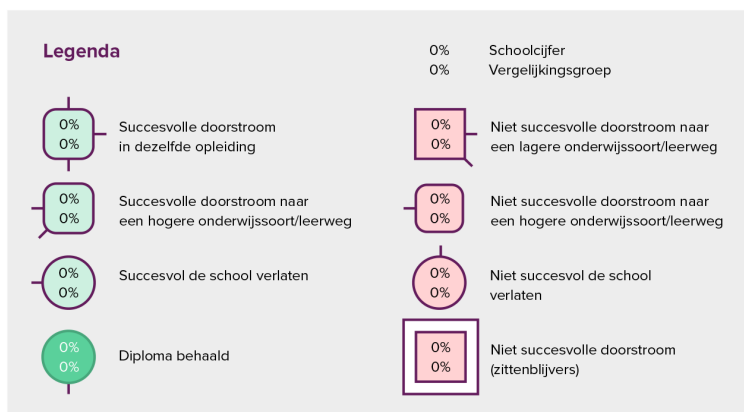 Legenda
0% Schoolcijfer
0% Vergelijkingsgroep
0%
0%
Succesvolle doorstroom
in dezelfde opleiding
0%
0%
Niet succesvolle doorstroom naar
een lagere onderwijssoort/leerweg
0%
0%
Succesvolle doorstroom naar
een hogere onderwijssoort/leerweg
0%
0%
Niet succesvolle doorstroom naar
een hogere onderwijssoort/leerweg
0%
0%
Succesvol de school verlaten
0%
0%
Niet succesvol de school
verlaten
0%
0%
Diploma behaald
0%
0%
Niet succesvolle doorstroom
(zittenblijvers)